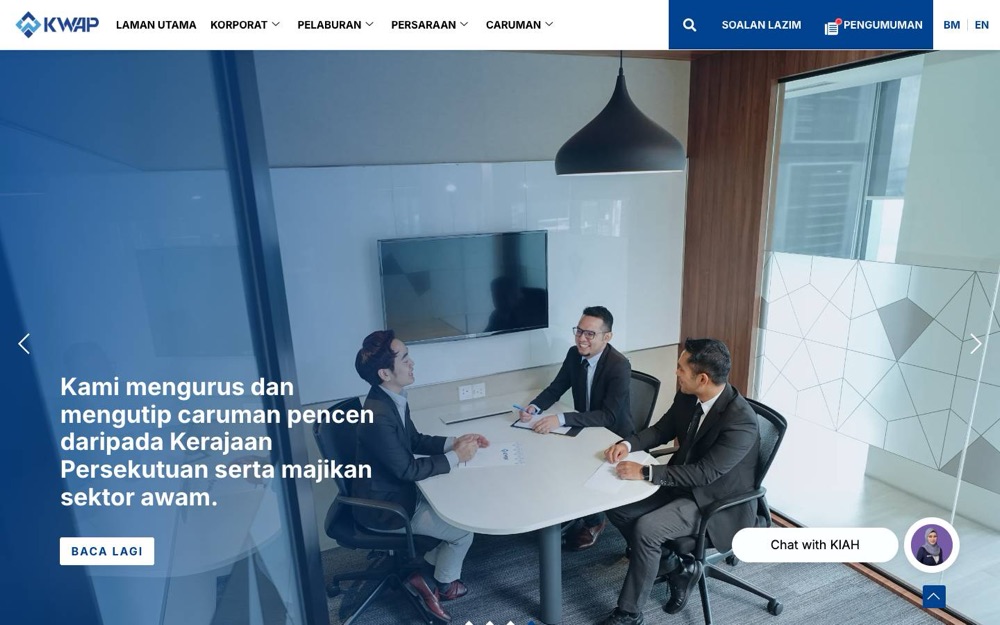 KWAP
LAMAN UTAMA
KORPORAT
PELABURAN
PERSARAAN
CARUMAN
SOALAN LAZIM
PENGUMUMAN
BM
EN
Kami mengurus dan
mengutip caruman pencen
daripada Kerajaan
Persekutuan serta majikan
sektor awam.
BACA LAGI
Chat with KIAH